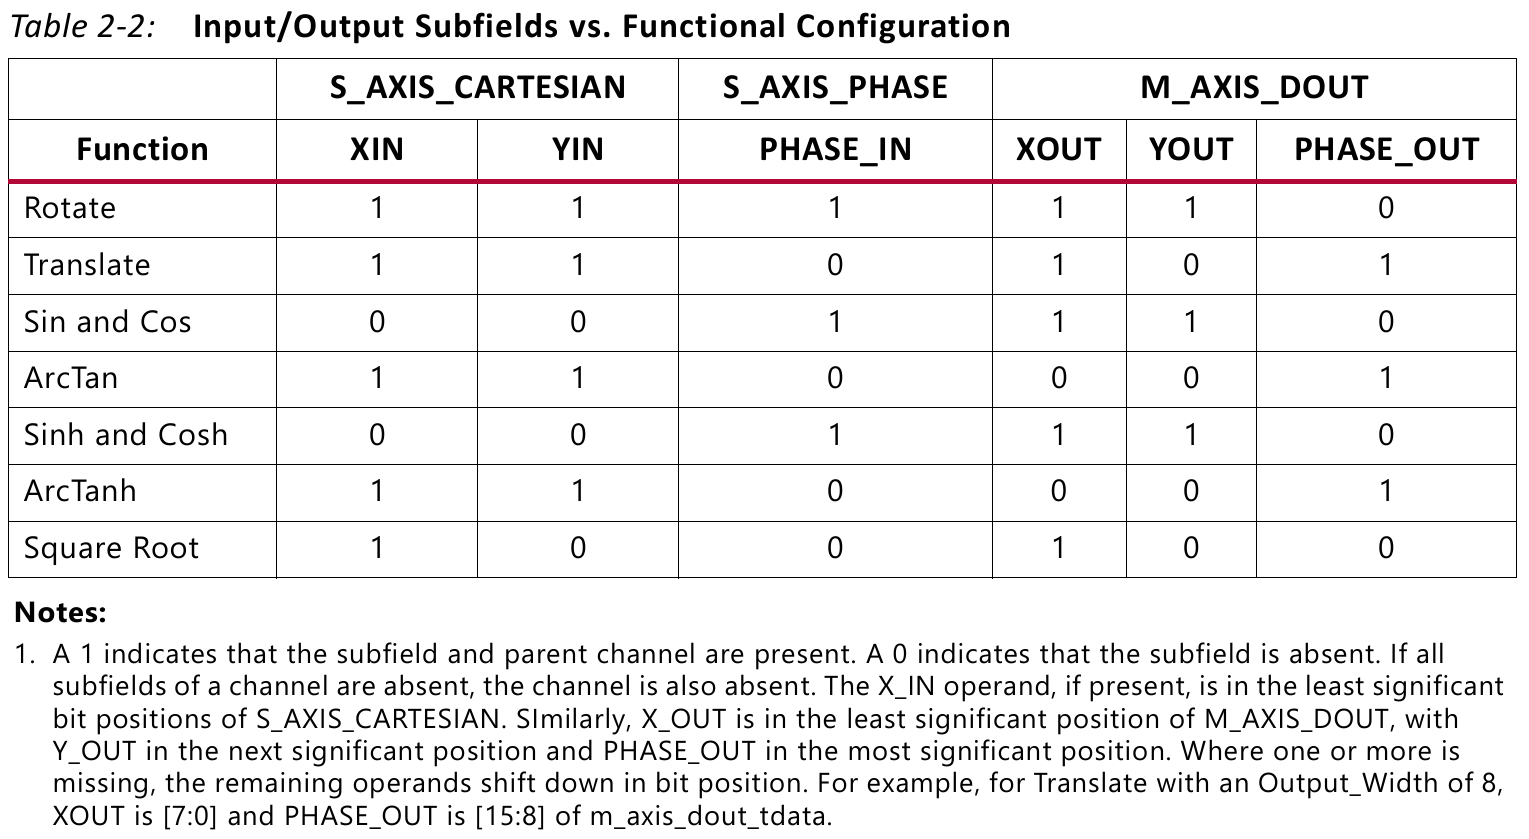 Table 2-2: Input/Output Subfields vs. Functional Configuration
S_AXIS_CARTESIAN S_AXIS_PHASE M_AXIS_DOUT
Function XIN YIN PHASE_IN XOUT YOUT PHASE_OUT
Rotate 1 1 1 1 1 0
Translate 1 1 0 1 0 1
Sin and Cos 0 0 1 1 1 0
ArcTan 1 1 0 0 0 1
Sinh and Cosh 0 0 1 1 1 0
ArcTanh 1 1 0 0 0 1
Square Root 1 0 0 1 0 0
Notes:
1. A 1 indicates that the subfield and parent channel are present. A 0 indicates that the subfield is absent. If all
subfields of a channel are absent, the channel is also absent. The X_IN operand, if present, is in the least significant
bit positions of S_AXIS_CARTESIAN. SImilarly, X_OUT is in the least significant position of M_AXIS_DOUT, with
Y_OUT in the next significant position and PHASE_OUT in the most significant position. Where one or more is
missing, the remaining operands shift down in bit position. For example, for Translate with an Output_Width of 8,
XOUT is [7:0] and PHASE_OUT is [15:8] of m_axis_dout_tdata.